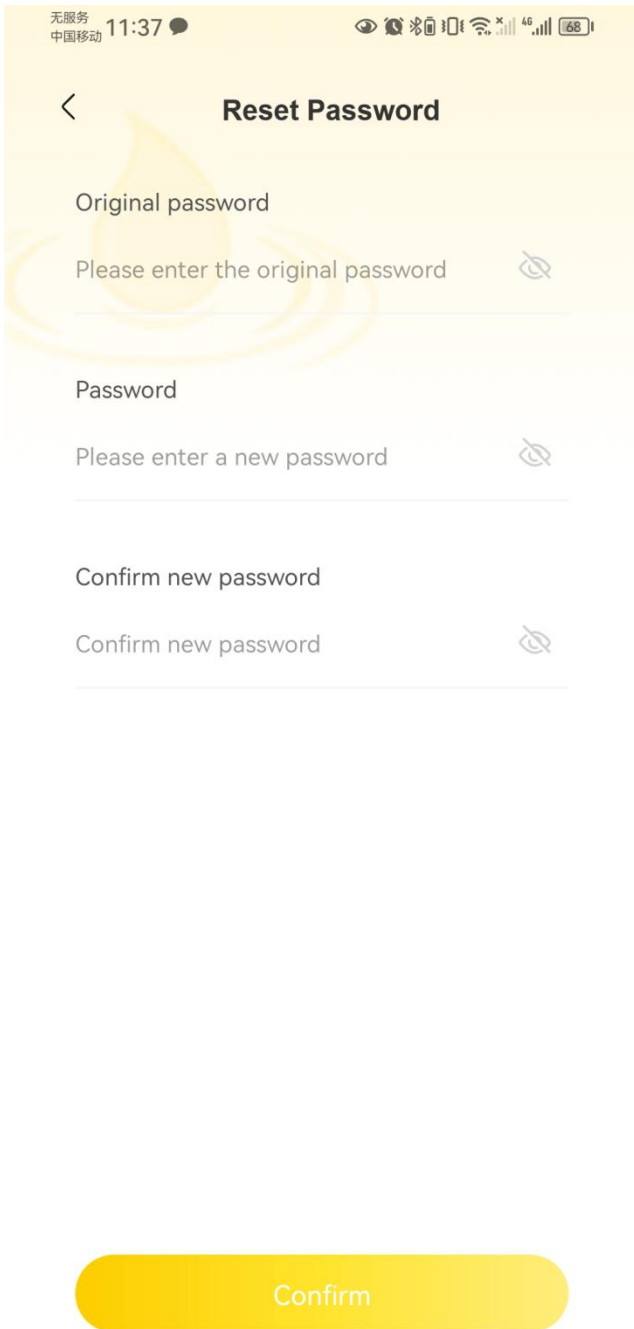 无服务
中国移动 11:37
4G 68
Reset Password
Original password
Please enter the original password
Password
Please enter a new password
Confirm new password
Confirm new password
Confirm